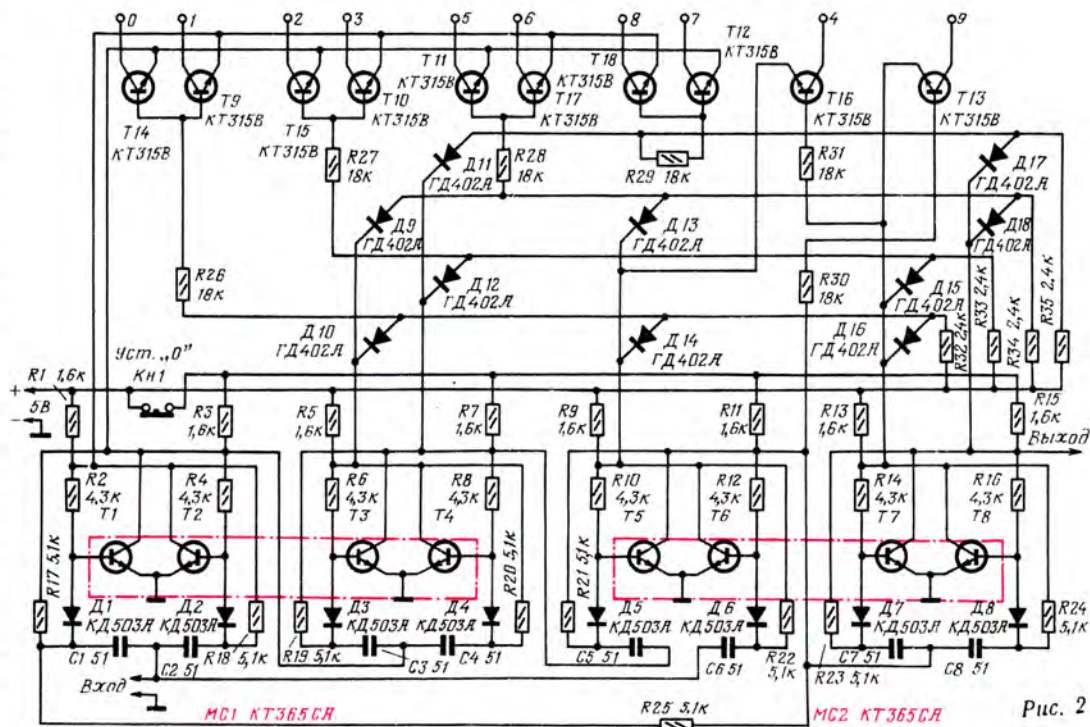 0 1 2 3 5 6 8 7 4 9
T12
КТ315В
T11
КТ315В
T18
T9
КТ315В
T10
КТ315В
T17
КТ315В
T16
КТ315В
T13
КТ315В
T14
КТ315В
T15
КТ315В
R27
18к
Д11
ГД402А
R28
18к
R29 18к
R31
18к
Д17
ГД402А
Д9
ГД402А
Д13
ГД402А
Д18
ГД402А
R26
18к
Д12
ГД402А
R30
18к
Д15
ГД402А
Д10
ГД402А
Д14
ГД402А
Д16
ГД402А
R32 2,4к
R33 2,4к
R34 2,4к
R35 2,4к
Уст. „0"
Кн1
R1 1,6к
+
5В
-
R3
1,6к
R5
1,6к
R7
1,6к
R9
1,6к
R11
1,6к
R13
1,6к
R15
1,6к
Выход
R2
4,3к
T1
R4
4,3к
T2
R6
4,3к
T3
R8
4,3к
T4
R10
4,3к
T5
R12
4,3к
T6
R14
4,3к
T7
R16
4,3к
T8
R17 5,1к
R20 5,1к
R21 5,1к
Д1
КД503А
Д2
КД503А
Д3
КД503А
Д4
КД503А
Д5
КД503А
Д6
КД503А
Д7
КД503А
Д8
КД503А
R24
5,1к
C1 51
C2 51
R18 5,1к
R19 5,1к
C3 51
C4 51
C5 51
C6 51
R22
5,1к
C7 51
R23 5,1к
C8 51
Вход
R25 5,1к
МС1 КТ365СА
МС2 КТ365СА
Рис. 2